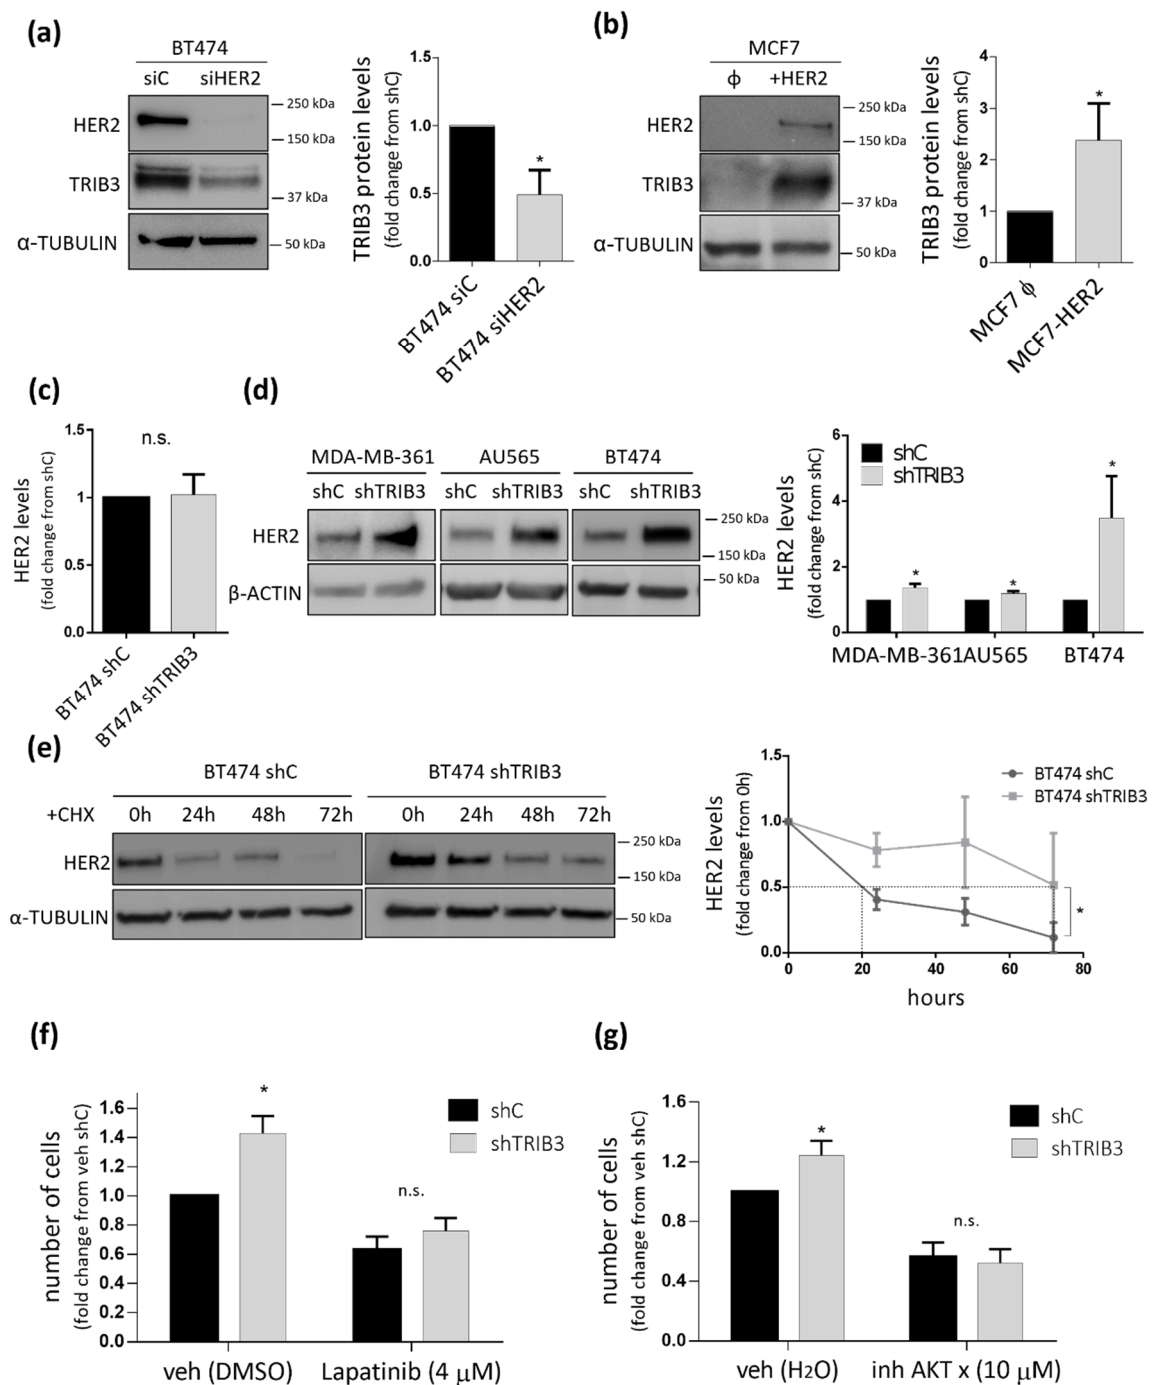 (a)
BT474
siC siHER2
HER2
250 kDa
150 kDa
TRIB3
37 kDa
α-TUBULIN
50 kDa
TRIB3 protein levels
(fold change from shC)
1.5
1.0
0.5
0.0
*
BT474 siC
BT474 siHER2
(b)
MCF7
ϕ +HER2
HER2
250 kDa
150 kDa
TRIB3
37 kDa
α-TUBULIN
50 kDa
TRIB3 protein levels
(fold change from shC)
4
3
2
1
0
*
MCF7 ϕ
MCF7-HER2
(c)
HER2 levels
(fold change from shC)
1.5
1
0.5
0.0
n.s.
BT474 shC
BT474 shTRIB3
(d)
MDA-MB-361 AU565 BT474
shC shTRIB3 shC shTRIB3 shC shTRIB3
HER2
250 kDa
150 kDa
β-ACTIN
50 kDa
HER2 levels
(fold change from shC)
6
4
2
0
shC
shTRIB3
* * *
MDA-MB-361 AU565 BT474
(e)
BT474 shC BT474 shTRIB3
+CHX 0h 24h 48h 72h 0h 24h 48h 72h
HER2
250 kDa
150 kDa
α-TUBULIN
50 kDa
HER2 levels
(fold change from 0h)
1.5
1.0
0.5
0.0
BT474 shC
BT474 shTRIB3
*
0 20 40 60 80
hours
(f)
number of cells
(fold change from veh shC)
1.6
1.4
1.2
1.0
0.8
0.6
0.4
0.2
0.0
*
n.s.
shC
shTRIB3
veh (DMSO) Lapatinib (4 μM)
(g)
number of cells
(fold change from veh shC)
1.6
1.2
0.8
0.4
0.0
*
n.s.
shC
shTRIB3
veh (H2O) inh AKT x (10 μM)